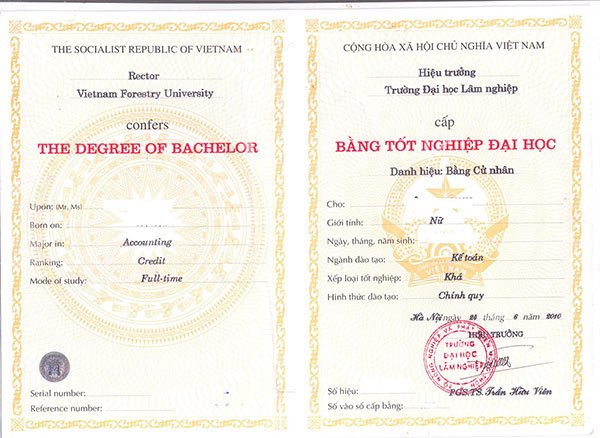 THE SOCIALIST REPUBLIC OF VIETNAM
Rector
Vietnam Forestry University
confers
THE DEGREE OF BACHELOR
Upon: (Mr, Ms)
Born on:
Major in: Accounting
Ranking: Credit
Mode of study: Full-time
Serial number:
Reference number:
CỘNG HÒA XÃ HỘI CHỦ NGHĨA VIỆT NAM
Hiệu trưởng
Trường Đại học Lâm nghiệp
cấp
BẰNG TỐT NGHIỆP ĐẠI HỌC
Danh hiệu: Bằng Cử nhân
Cho:
Giới tính: Nữ
Ngày, tháng, năm sinh:
Ngành đào tạo: Kế toán
Xếp loại tốt nghiệp: Khá
Hình thức đào tạo: Chính quy
Hà Nội ngày 24 tháng 6 năm 2010
HIỆU TRƯỞNG
TRƯỜNG
ĐẠI HỌC
LÂM NGHIỆP
PGS.TS. Trần Hữu Viên
Số hiệu:
Số vào sổ cấp bằng: